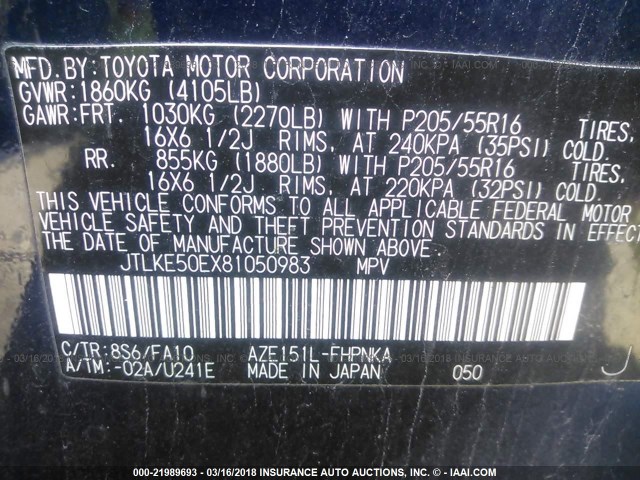 MFD. BY: TOYOTA MOTOR CORPORATION
GVWR: 1860KG (4105LB)
GAWR: FRT. 1030KG (2270LB) WITH P205/55R16 TIRES,
16X6 1/2J RIMS, AT 240KPA (35PSI) COLD.
RR. 855KG (1880LB) WITH P205/55R16 TIRES,
16X6 1/2J RIMS, AT 220KPA (32PSI) COLD.
THIS VEHICLE CONFORMS TO ALL APPLICABLE FEDERAL MOTOR
VEHICLE SAFETY AND THEFT PREVENTION STANDARDS IN EFFE
THE DATE OF MANUFACTURE SHOWN ABOVE
JTLKE50EX81050983 MPV
C/TR: 8S6/FA10 AZE151L-FHPNKA
A/TM: -02A/U241E MADE IN JAPAN 050 J
000-21989693 - 03/16/2018 - INSURANCE AUTO AUCTIONS - © - IAAI.COM